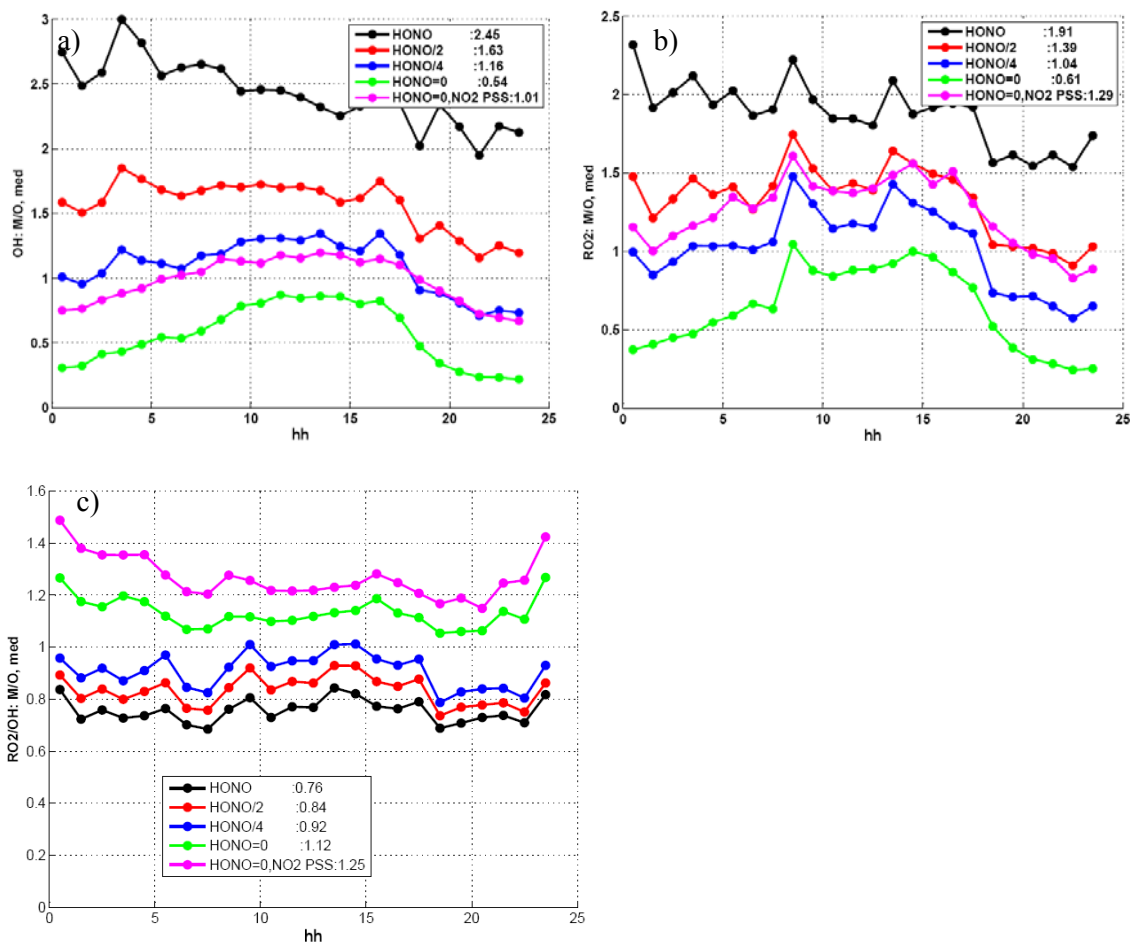 a)
3
2.5
2
1.5
1
0.5
0
0
5
10
15
20
25
OH: M/O, med
hh
HONO :2.45
HONO/2 :1.63
HONO/4 :1.16
HONO=0 :0.54
HONO=0,NO2 PSS:1.01
b)
2.5
2
1.5
1
0.5
0
0
5
10
15
20
25
RO2: M/O, med
hh
HONO :1.91
HONO/2 :1.39
HONO/4 :1.04
HONO=0 :0.61
HONO=0,NO2 PSS:1.29
c)
1.6
1.4
1.2
1
0.8
0.6
0.4
0.2
0
0
5
10
15
20
25
RO2/OH: M/O, med
hh
HONO :0.76
HONO/2 :0.84
HONO/4 :0.92
HONO=0 :1.12
HONO=0,NO2 PSS:1.25